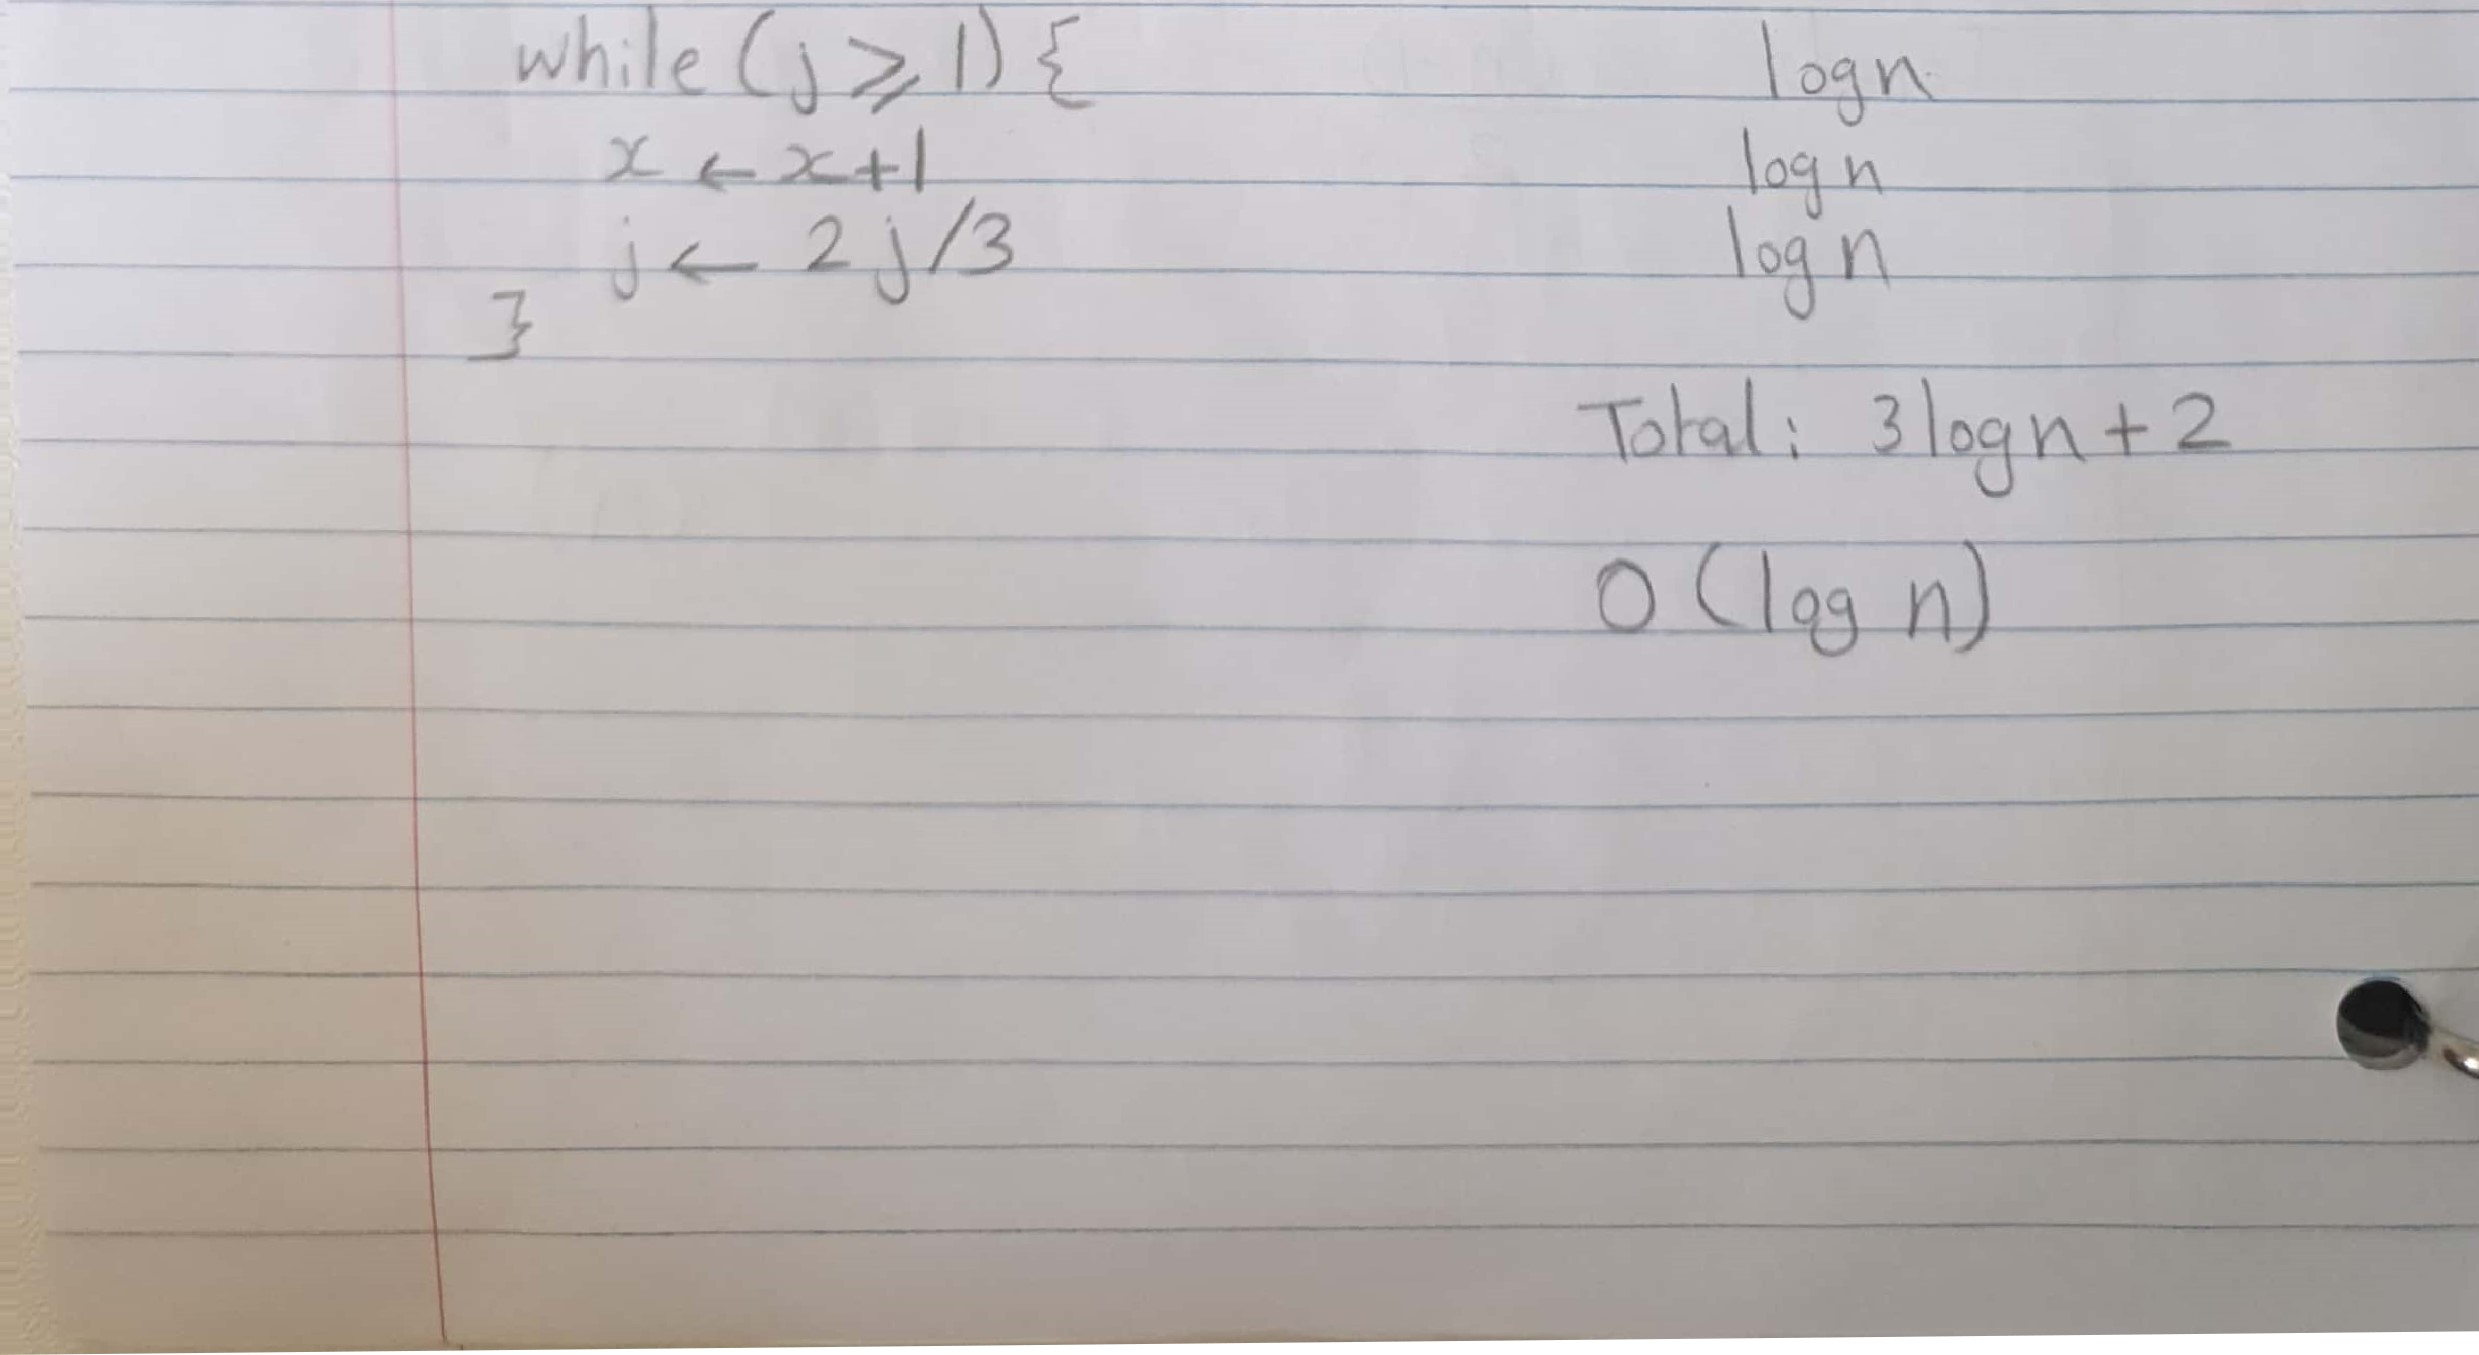 while (j ⩾ 1) { log n
x ← x+1 log n
j ← 2j/3 log n
}
Total: 3 log n + 2
O (log n)